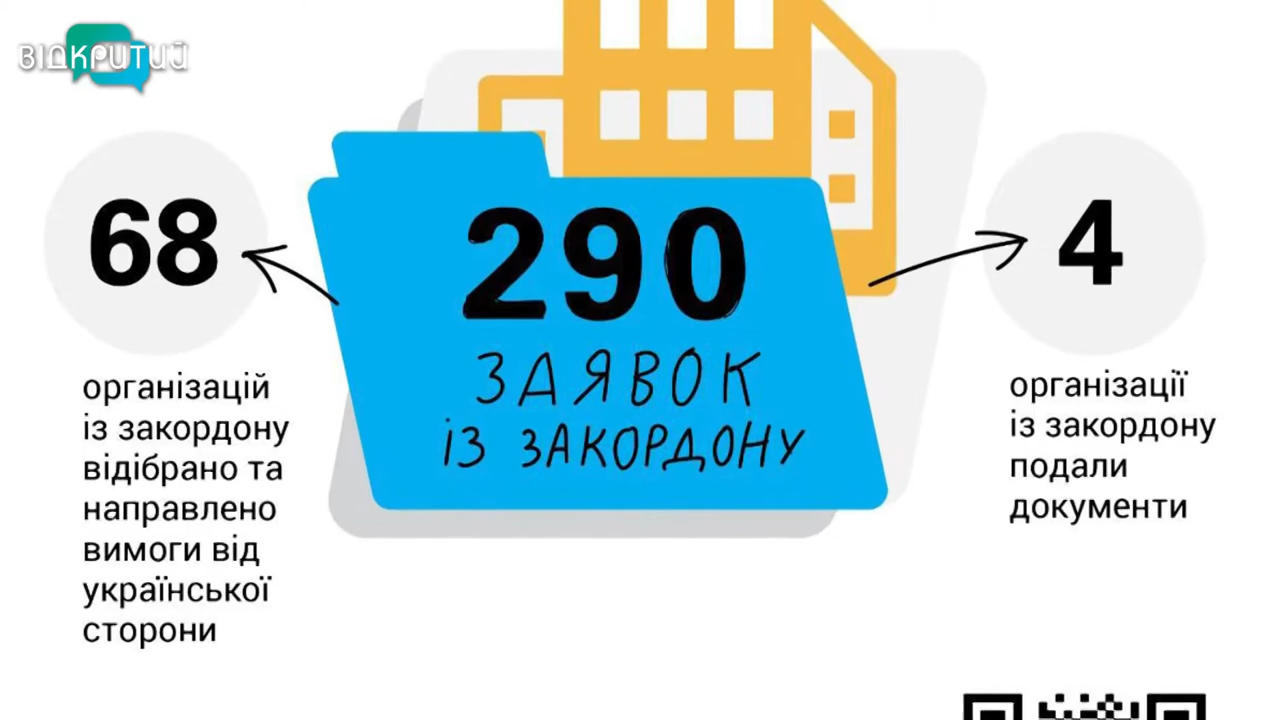 ВІДКРИТИЙ
68
організацій
із закордону
відібрано та
направлено
вимоги від
української
сторони
290
ЗАЯВОК
ІЗ ЗАКОРДОНУ
4
організації
із закордону
подали
документи